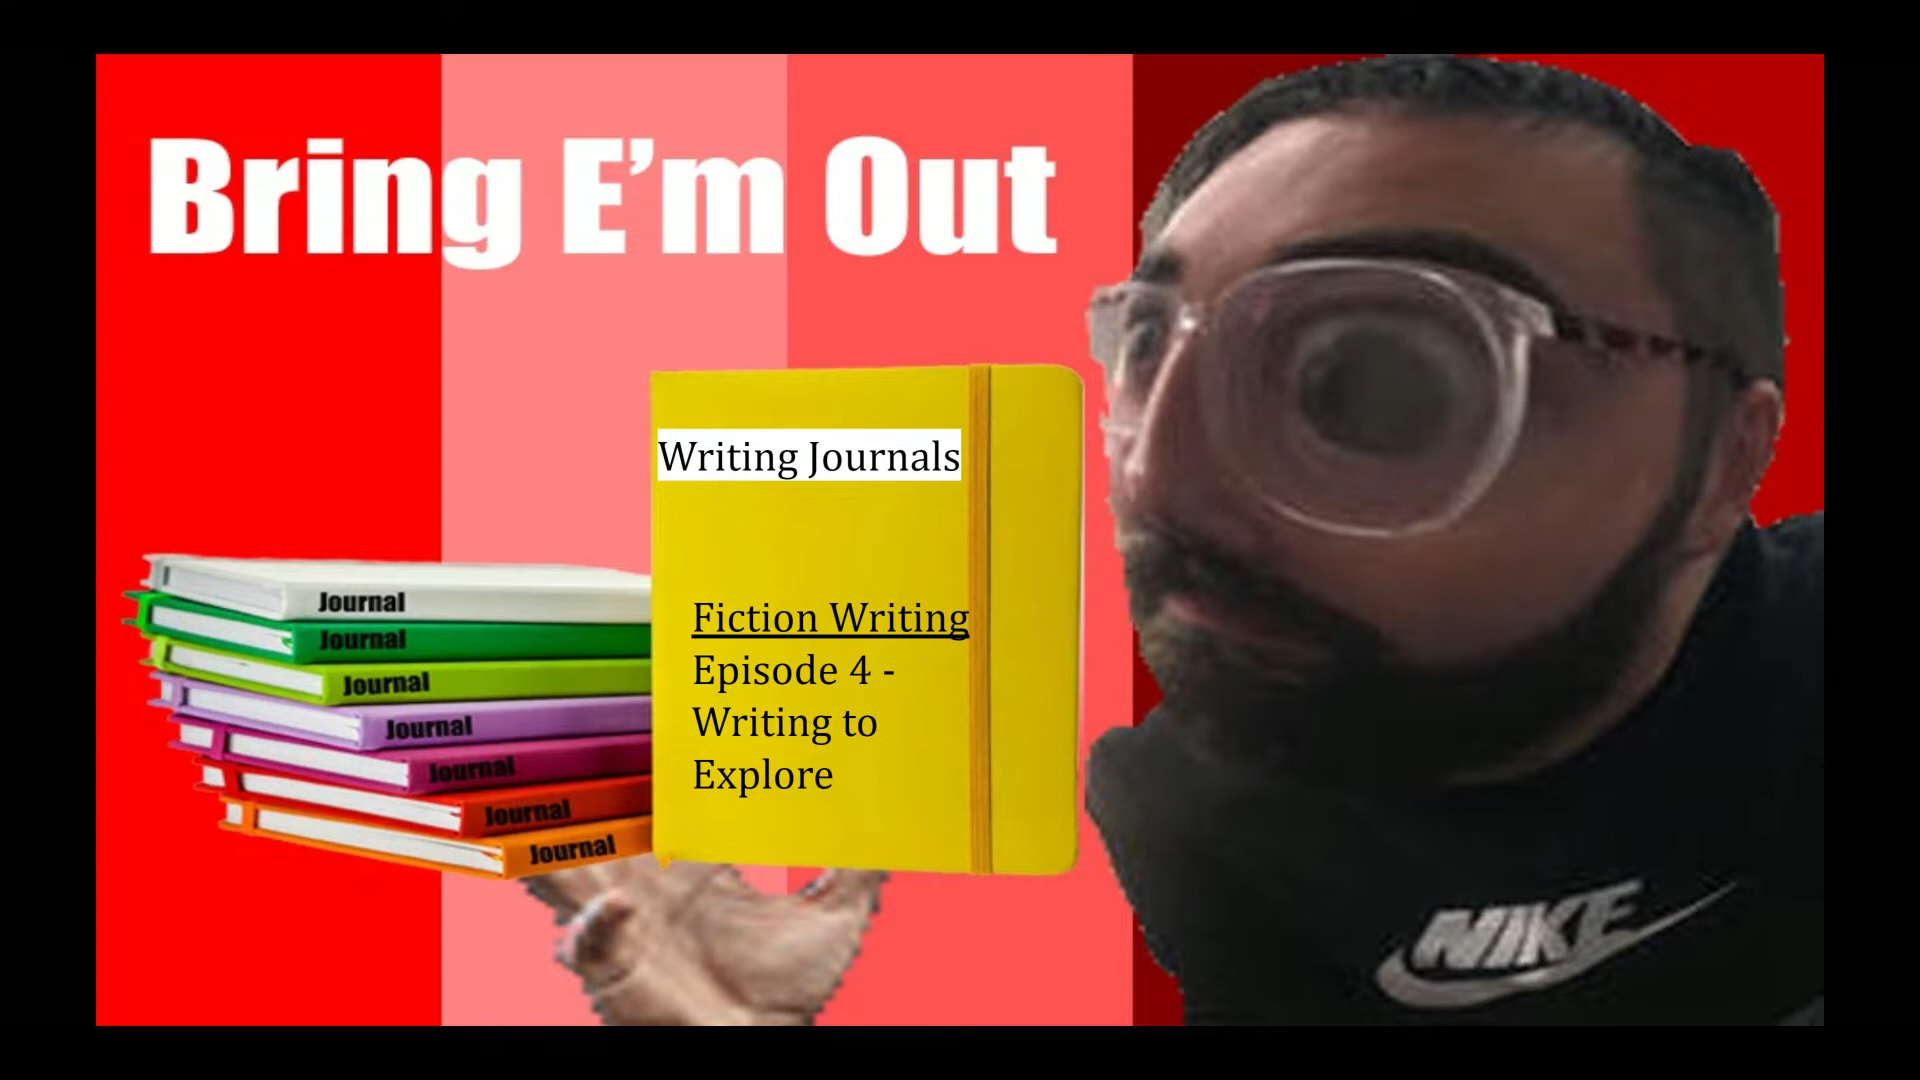 Bring E’m Out
Writing Journals
Fiction Writing
Episode 4 -
Writing to
Explore
Journal
Journal
Journal
Journal
Journal
Journal
Journal
NIKE